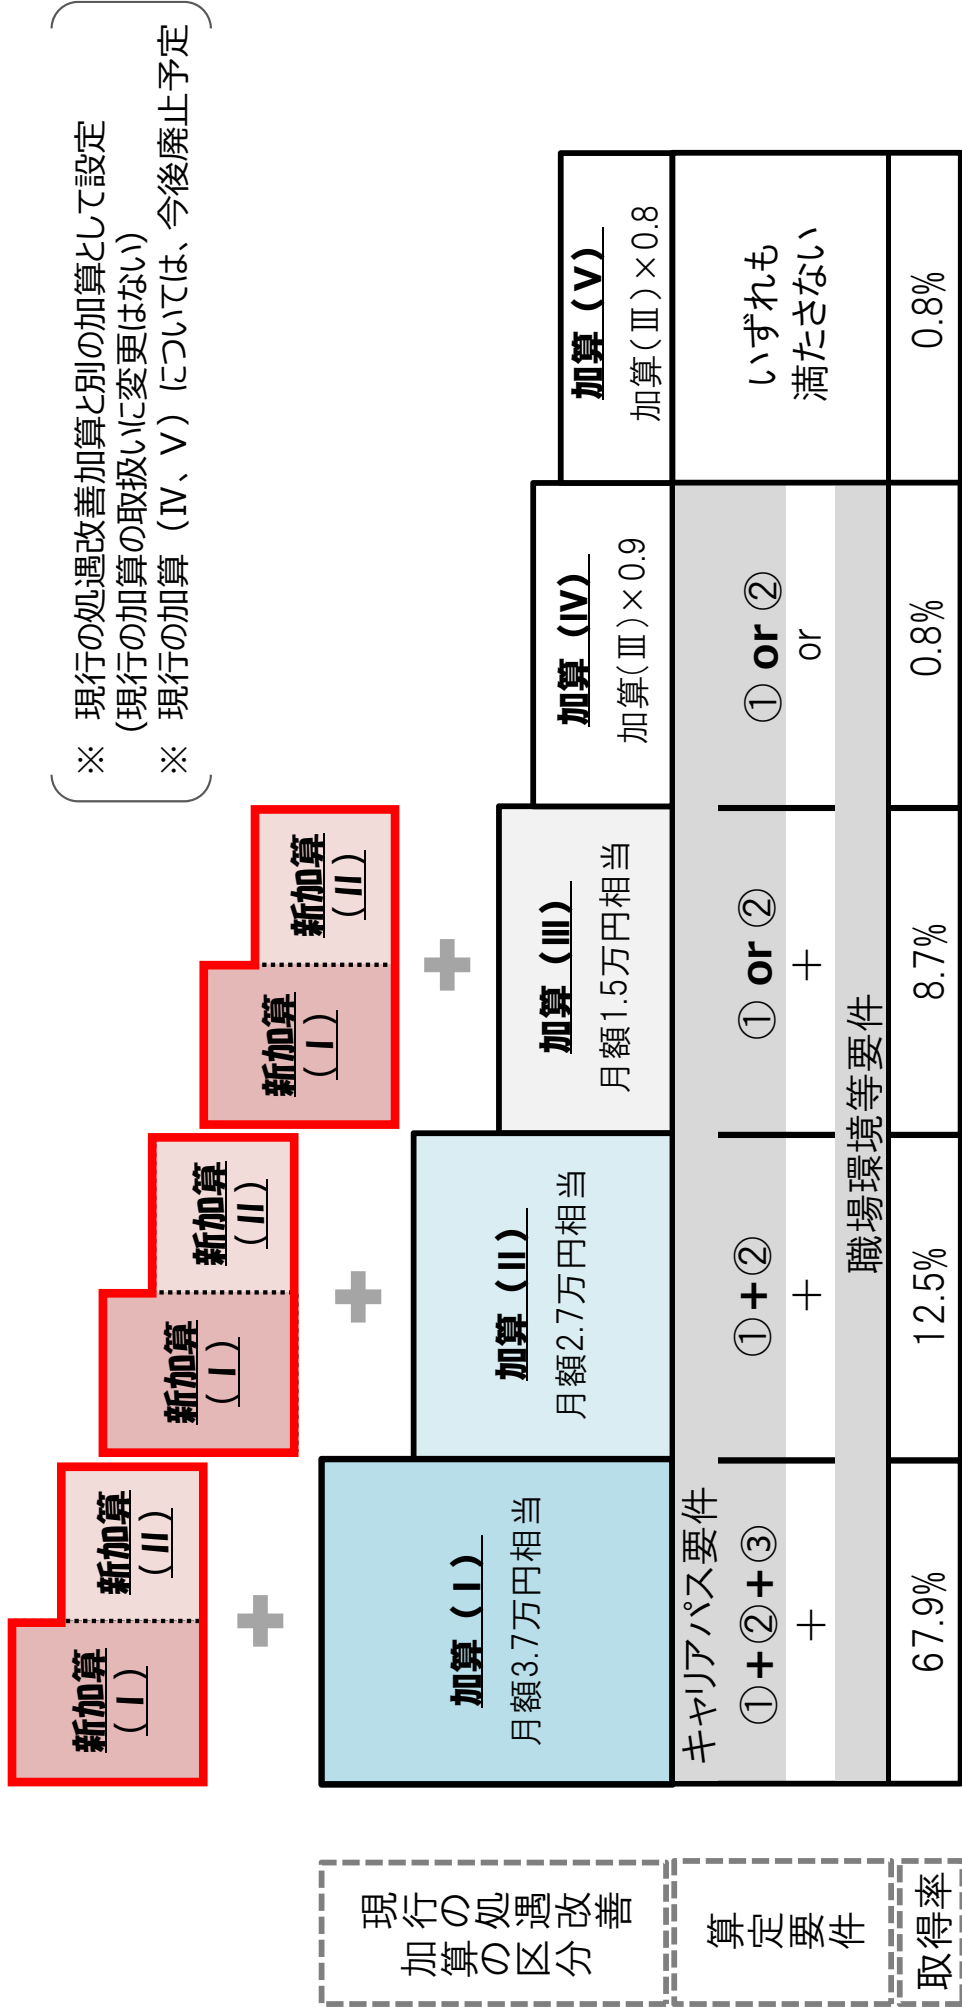 ※　現行の処遇改善加算と別の加算として設定
（現行の加算の取扱いに変更はない）
※　現行の加算（Ⅳ、Ⅴ）については、今後廃止予定
新加算
（Ⅰ）
新加算
（Ⅱ）
新加算
（Ⅰ）
新加算
（Ⅱ）
新加算
（Ⅰ）
新加算
（Ⅱ）
現行の処遇改善
加算の区分
加算（Ⅰ）
月額3.7万円相当
加算（Ⅱ）
月額2.7万円相当
加算（Ⅲ）
月額1.5万円相当
加算（Ⅳ）
加算(Ⅲ)×0.9
加算（Ⅴ）
加算(Ⅲ)×0.8
算定
要件
キャリアパス要件
①＋②＋③
＋
①＋②
＋
① or ②
＋
① or ②
or
職場環境等要件
いずれも
満たさない
取得率
67.9%
12.5%
8.7%
0.8%
0.8%